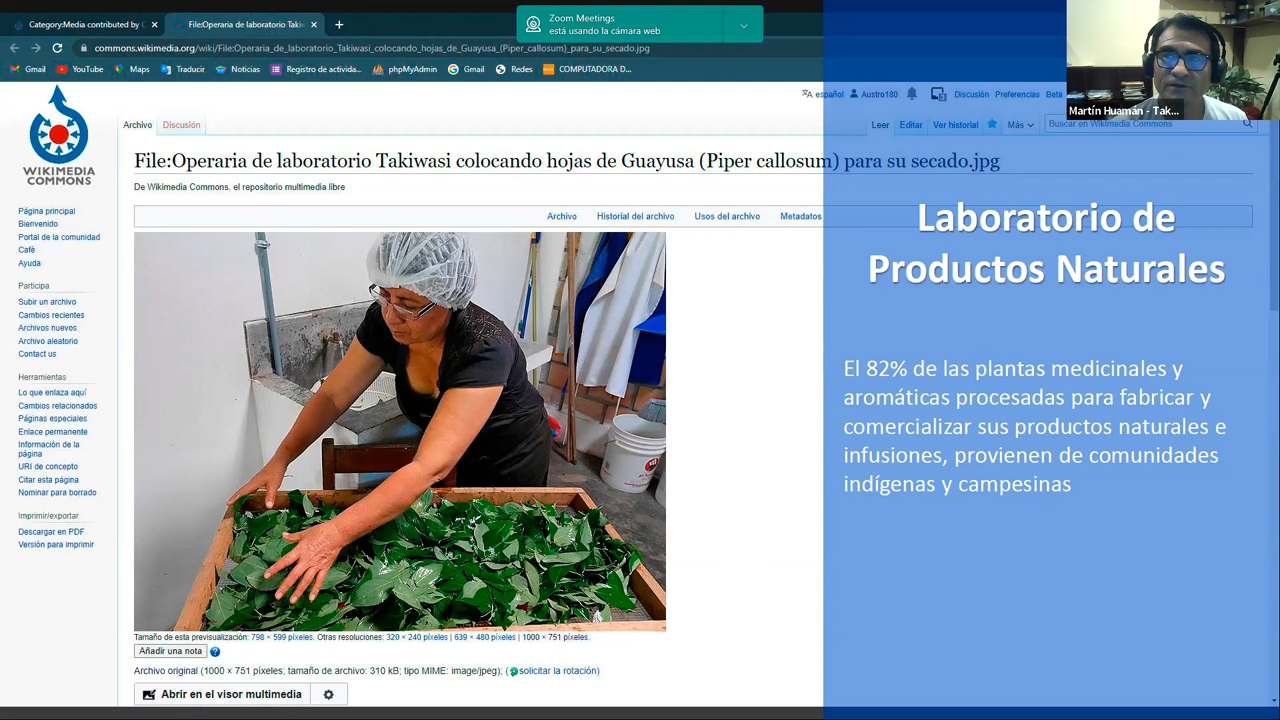 Category:Media contributed by C
File:Operaria de laboratorio Taki
Zoom Meetings
está usando la cámara web
commons.wikimedia.org/wiki/File:Operaria_de_laboratorio_Takiwasi_colocando_hojas_de_Guayusa_(Piper_callosum)_para_su_secado.jpg
Gmail
YouTube
Maps
Traducir
Noticias
Registro de activida...
phpMyAdmin
Gmail
Redes
COMPUTADORA D...
Martín Huamán - Tak...
español
Austro180
Discusión
Preferencias
Beta
Archivo
Discusión
Leer
Editar
Ver historial
Más
Buscar en Wikimedia Commons
WIKIMEDIA
COMMONS
File:Operaria de laboratorio Takiwasi colocando hojas de Guayusa (Piper callosum) para su secado.jpg
De Wikimedia Commons, el repositorio multimedia libre
Archivo
Historial del archivo
Usos del archivo
Metadatos
Página principal
Bienvenido
Portal de la comunidad
Café
Ayuda
Participa
Subir un archivo
Cambios recientes
Archivos nuevos
Archivo aleatorio
Contact us
Herramientas
Lo que enlaza aquí
Cambios relacionados
Páginas especiales
Enlace permanente
Información de la
página
URI de concepto
Citar esta página
Nominar para borrado
Imprimir/exportar
Descargar en PDF
Versión para imprimir
Laboratorio de
Productos Naturales
El 82% de las plantas medicinales y
aromáticas procesadas para fabricar y
comercializar sus productos naturales e
infusiones, provienen de comunidades
indígenas y campesinas
Tamaño de esta previsualización: 798 × 599 píxeles. Otras resoluciones: 320 × 240 píxeles | 639 × 480 píxeles | 1000 × 751 píxeles.
Añadir una nota
Archivo original (1000 × 751 píxeles; tamaño de archivo: 310 kB; tipo MIME: image/jpeg); (solicitar la rotación)
Abrir en el visor multimedia